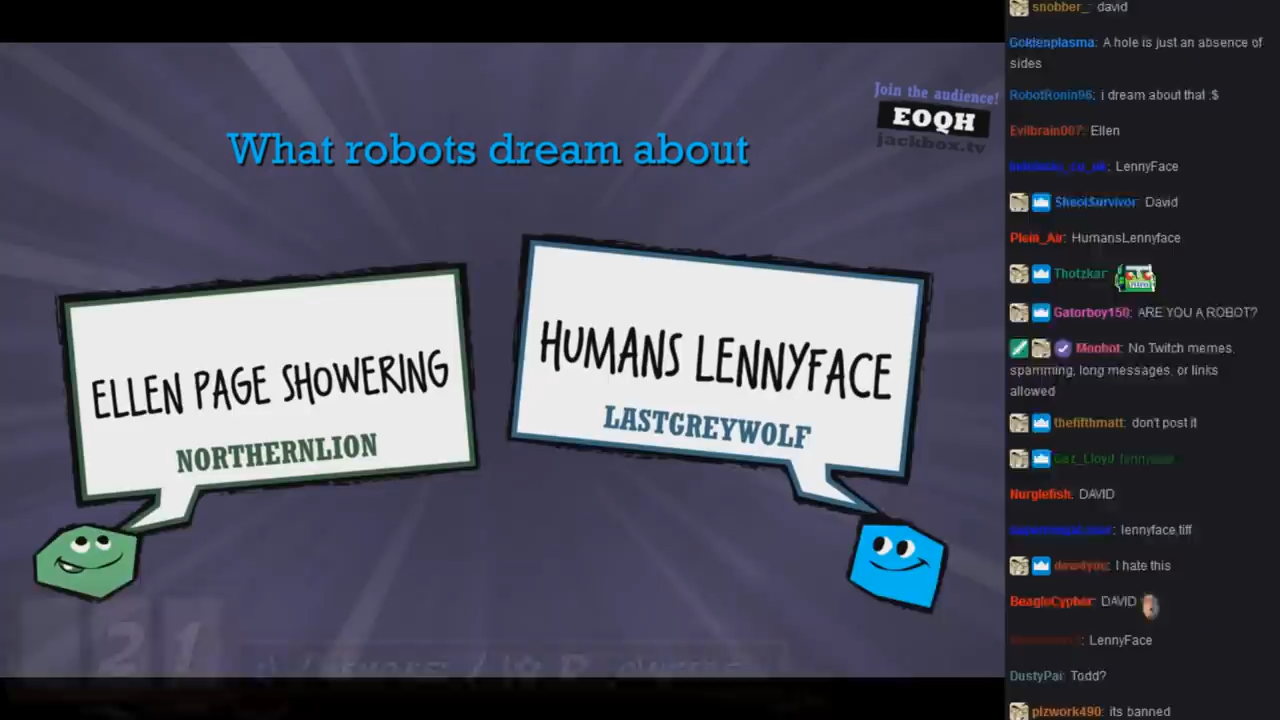 What robots dream about
Join the audience!
EOQH
jackbox.tv
ELLEN PAGE SHOWERING
NORTHERNLION
HUMANS LENNYFACE
LASTGREYWOLF
21
snobber_: david
Goldenplasma: A hole is just an absence of
sides
RobotRonin96: i dream about that :$
Evilbrain007: Ellen
LennyFace
SheolSurvivor: David
Plein_Air: HumansLennyface
Thotzkar:
Gatorboy150: ARE YOU A ROBOT?
Moobot: No Twitch memes,
spamming, long messages, or links
allowed
thefifthmatt: don't post it
Gaz_Lloyd
Nurglefish: DAVID
lennyface.tiff
I hate this
BeagleCypher: DAVID
LennyFace
DustyPai: Todd?
plzwork490: its banned